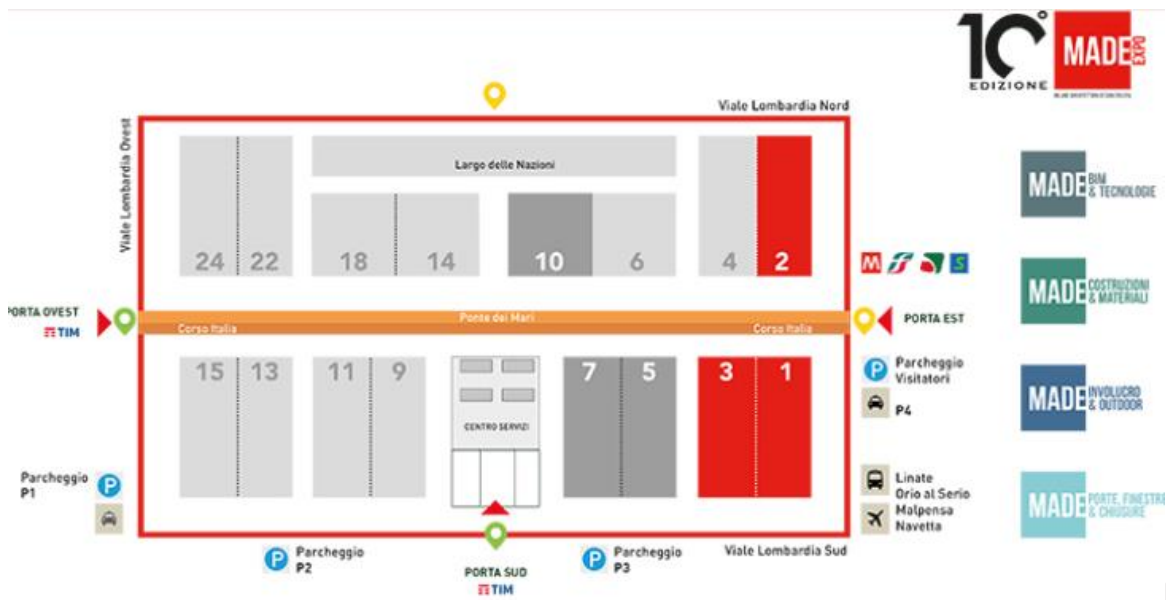 10°
EDIZIONE
MADE
EXPO
Viale Lombardia Nord
Viale Lombardia Ovest
Largo delle Nazioni
24 22 18 14 10 6 4 2
MADE BIM
& TECNOLOGIE
MADE COSTRUZIONI
& MATERIALI
MADE INVOLUCRO
& OUTDOOR
MADE PORTE, FINESTRE
& CHIUSURE
M S
PORTA OVEST
TIM
Ponte dei Mari
Corso Italia
Corso Italia
PORTA EST
15 13 11 9 7 5 3 1
CENTRO SERVIZI
P Parcheggio
Visitatori
P4
Parcheggio
P1
P
Linate
Orio al Serio
Malpensa
Navetta
P Parcheggio
P2
PORTA SUD
TIM
P Parcheggio
P3
Viale Lombardia Sud